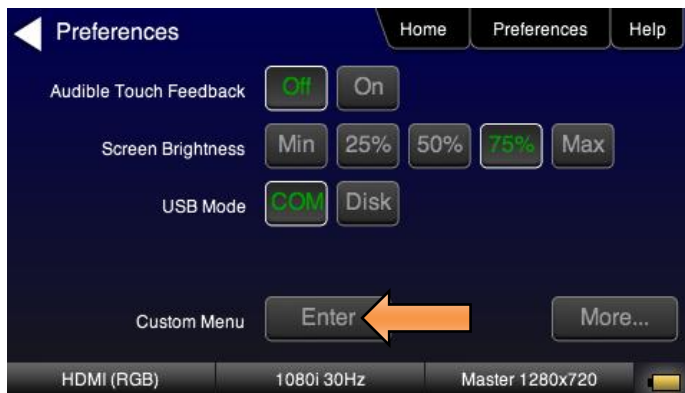 Preferences Home Preferences Help
Audible Touch Feedback Off On
Screen Brightness Min 25% 50% 75% Max
USB Mode COM Disk
Custom Menu Enter More...
HDMI (RGB) 1080i 30Hz Master 1280x720